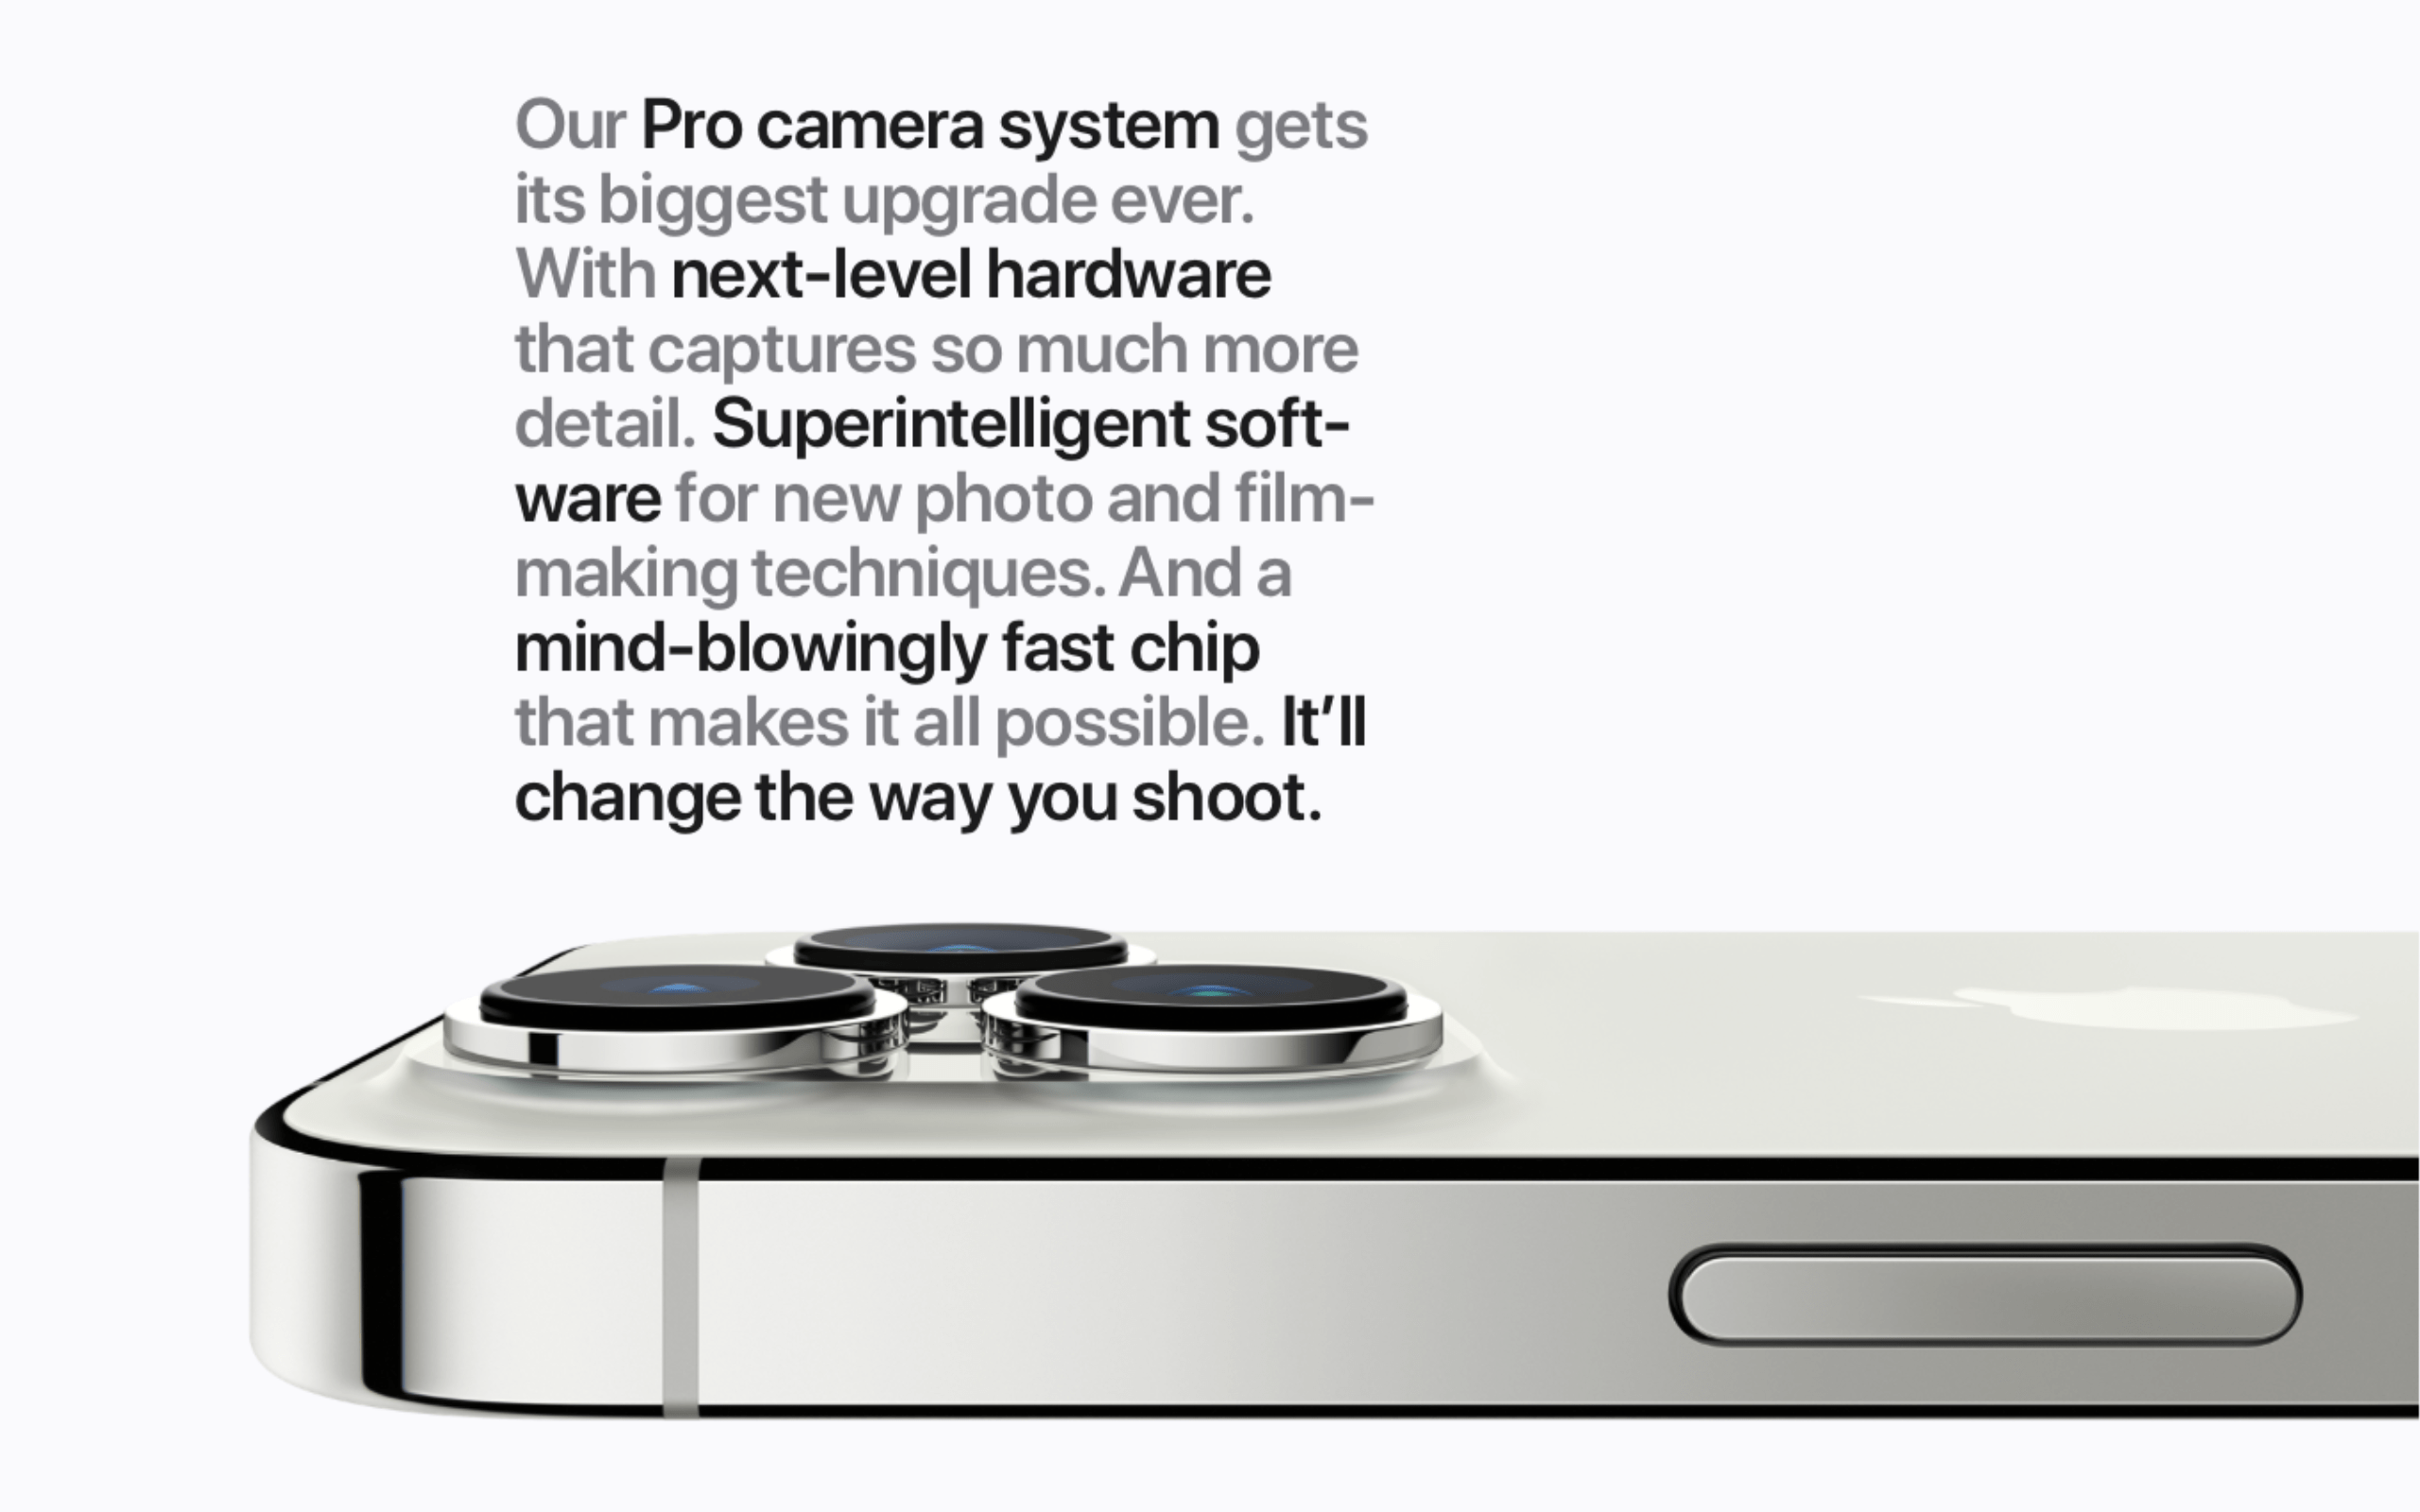 Our Pro camera system gets
its biggest upgrade ever.
With next-level hardware
that captures so much more
detail. Superintelligent soft-
ware for new photo and film-
making techniques. And a
mind-blowingly fast chip
that makes it all possible. It’ll
change the way you shoot.